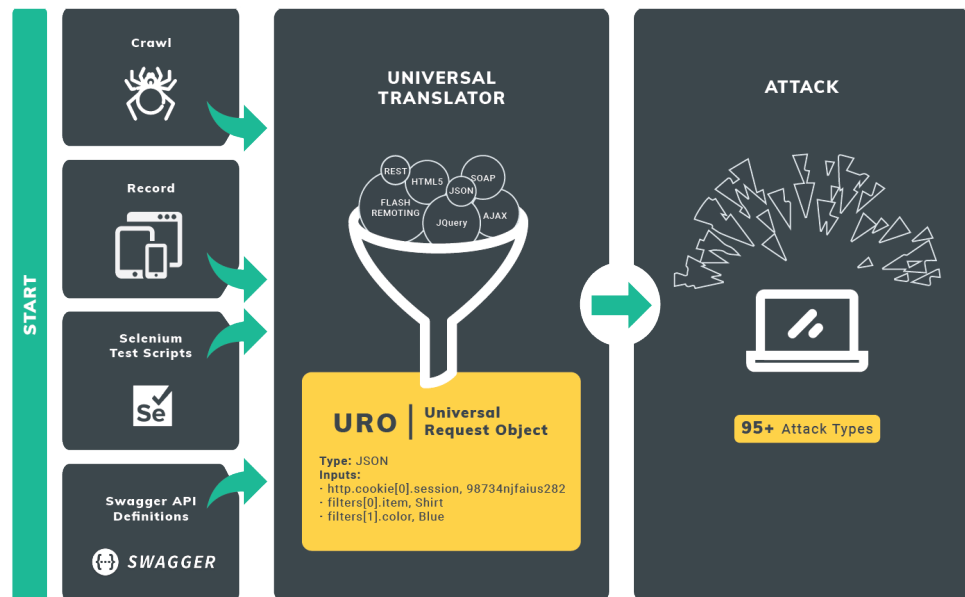 START
Crawl
Record
Selenium
Test Scripts
Se
Swagger API
Definitions
{··}
SWAGGER
UNIVERSAL
TRANSLATOR
REST
HTML5
SOAP
JSON
FLASH
REMOTING
JQuery
AJAX
URO
Universal
Request Object
Type: JSON
Inputs:
- http.cookie[0].session, 98734njfaius282
- filters[0].item, Shirt
- filters[1].color, Blue
ATTACK
95+ Attack Types